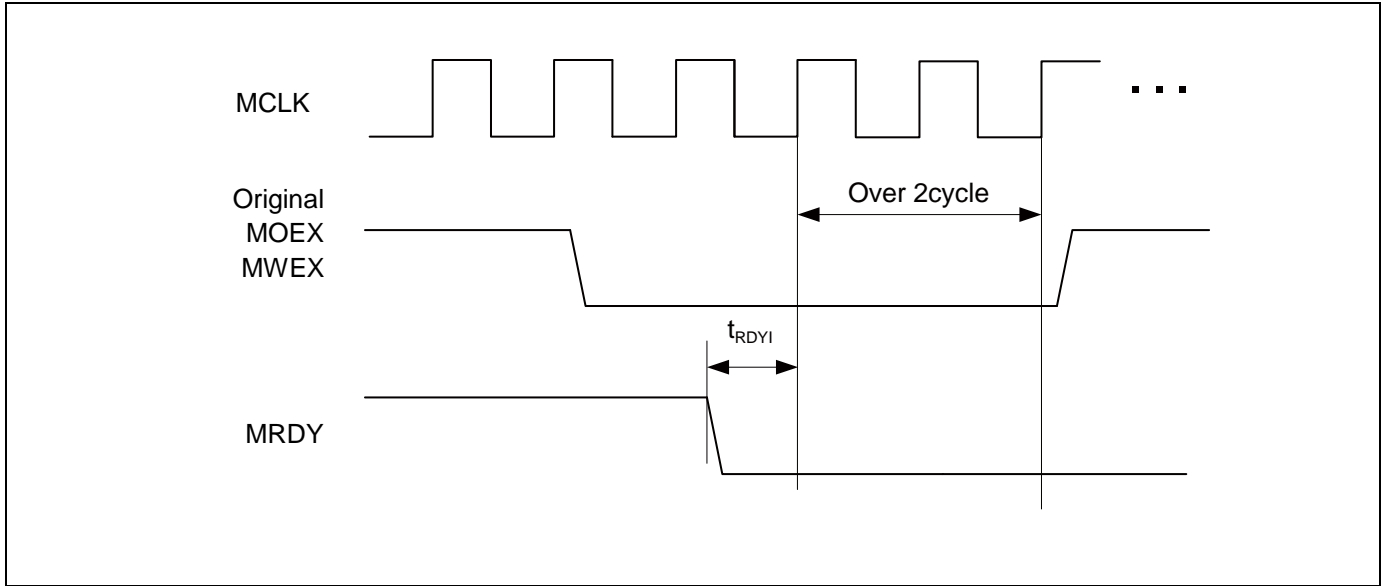 MCLK
Original
MOEX
MWEX
Over 2cycle
tRDYI
MRDY